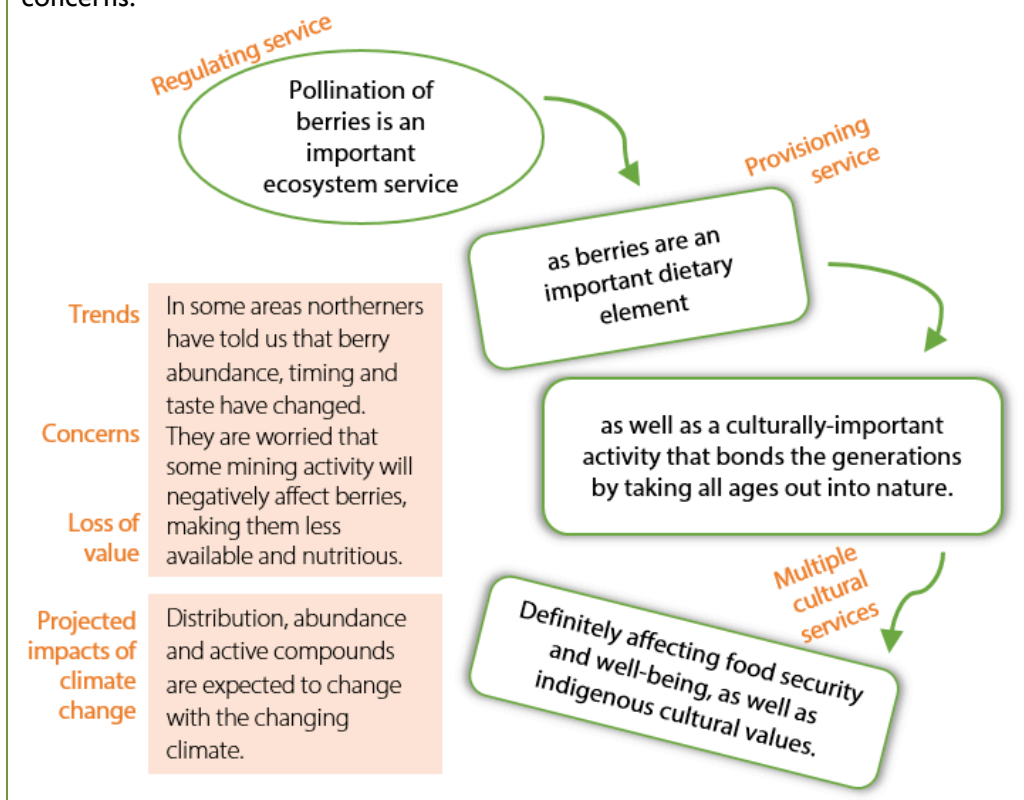 concerns:
Regulating service
Pollination of
berries is an
important
ecosystem service
Provisioning
service
as berries are an
important dietary
element
as well as a culturally-important
activity that bonds the generations
by taking all ages out into nature.
Multiple
cultural
services
Definitely affecting food security
and well-being, as well as
indigenous cultural values.
Trends
In some areas northerners
have told us that berry
abundance, timing and
taste have changed.
Concerns
They are worried that
some mining activity will
negatively affect berries,
Loss of
value
making them less
available and nutritious.
Projected
impacts of
climate
change
Distribution, abundance
and active compounds
are expected to change
with the changing
climate.